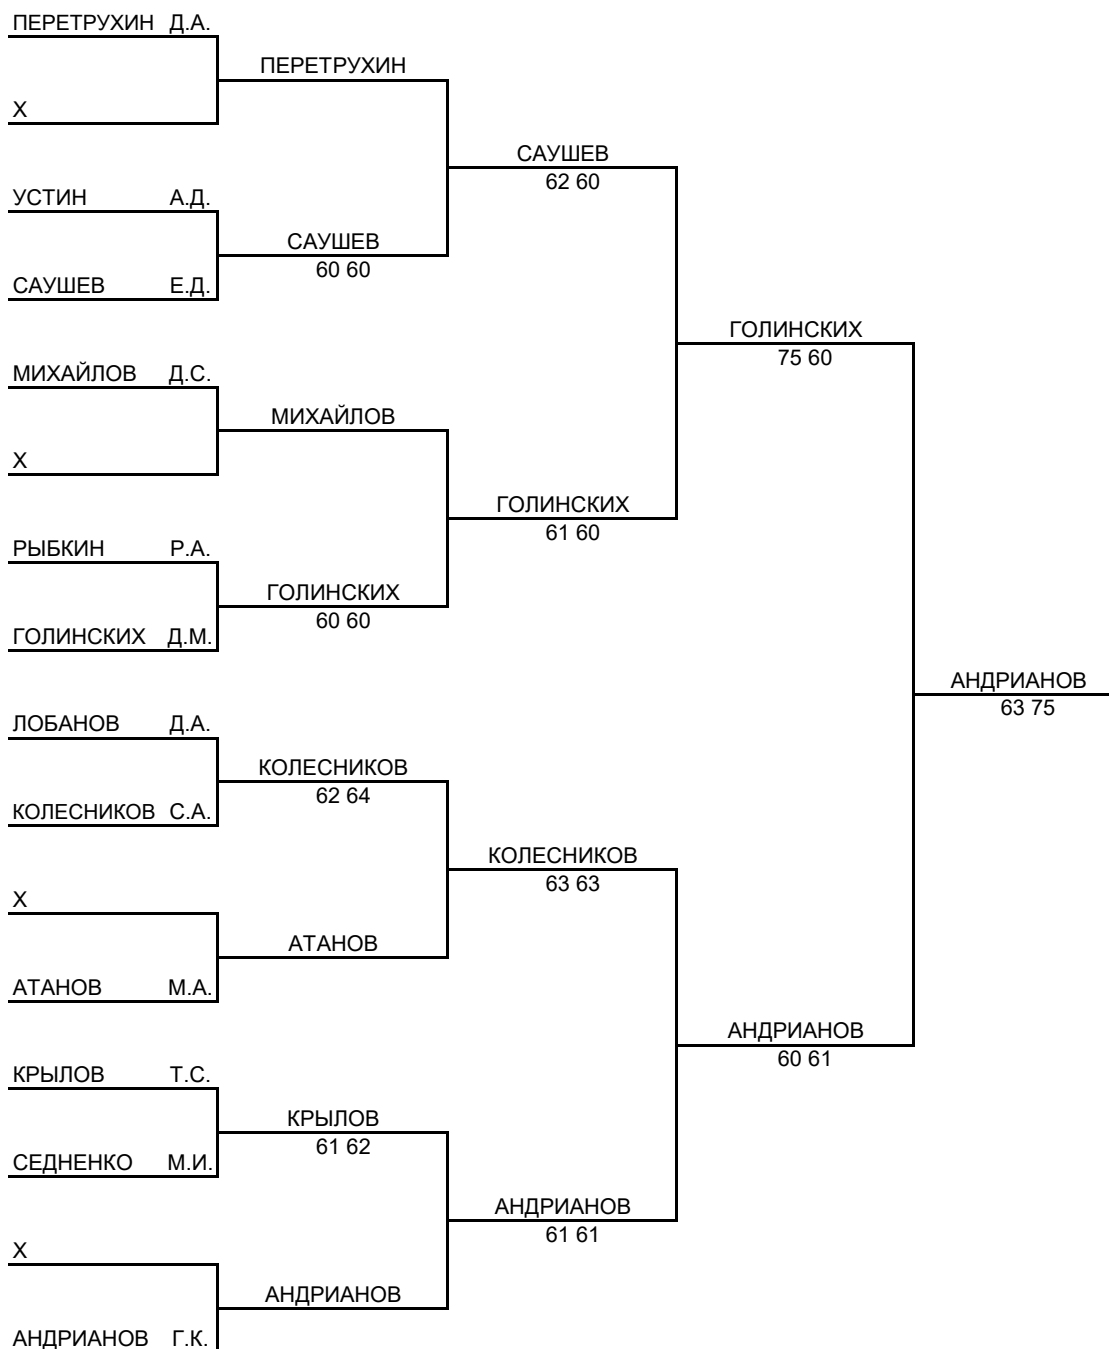 ПЕРЕТРУХИН Д.А.
ПЕРЕТРУХИН
X
САУШЕВ
62 60
УСТИН А.Д.
САУШЕВ
60 60
САУШЕВ Е.Д.
ГОЛИНСКИХ
75 60
МИХАЙЛОВ Д.С.
МИХАЙЛОВ
X
ГОЛИНСКИХ
61 60
РЫБКИН Р.А.
ГОЛИНСКИХ
60 60
ГОЛИНСКИХ Д.М.
АНДРИАНОВ
63 75
ЛОБАНОВ Д.А.
КОЛЕСНИКОВ
62 64
КОЛЕСНИКОВ С.А.
КОЛЕСНИКОВ
63 63
X
АТАНОВ
АТАНОВ М.А.
АНДРИАНОВ
60 61
КРЫЛОВ Т.С.
КРЫЛОВ
61 62
СЕДНЕНКО М.И.
АНДРИАНОВ
61 61
X
АНДРИАНОВ
АНДРИАНОВ Г.К.